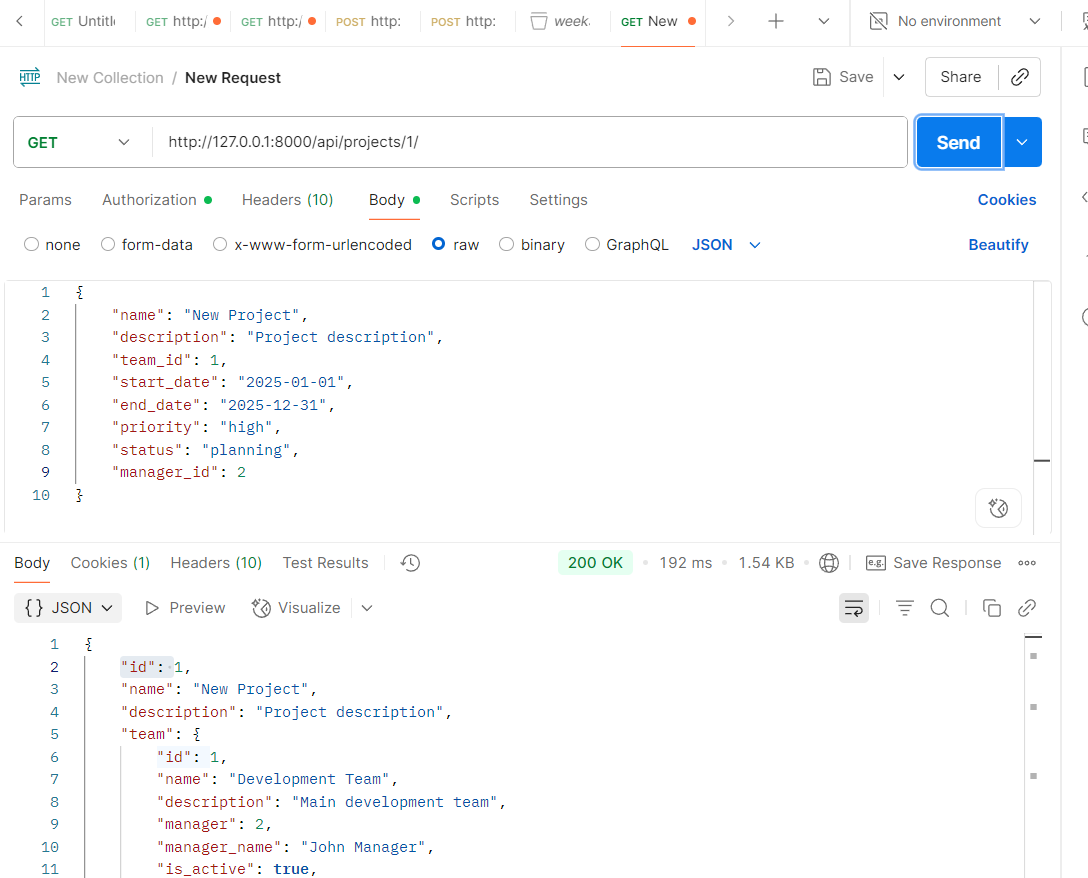 GET Untitl GET http:/ GET http:/ POST http: POST http: week. GET New No environment
HTTP New Collection / New Request Save Share
GET http://127.0.0.1:8000/api/projects/1/ Send
Params Authorization Headers (10) Body Scripts Settings Cookies
none form-data x-www-form-urlencoded raw binary GraphQL JSON Beautify
1 {
2 "name": "New Project",
3 "description": "Project description",
4 "team_id": 1,
5 "start_date": "2025-01-01",
6 "end_date": "2025-12-31",
7 "priority": "high",
8 "status": "planning",
9 "manager_id": 2
10 }
Body Cookies (1) Headers (10) Test Results 200 OK • 192 ms • 1.54 KB • e.g. Save Response
{} JSON Preview Visualize
1 {
2 "id": 1,
3 "name": "New Project",
4 "description": "Project description",
5 "team": {
6 "id": 1,
7 "name": "Development Team",
8 "description": "Main development team",
9 "manager": 2,
10 "manager_name": "John Manager",
11 "is_active": true,